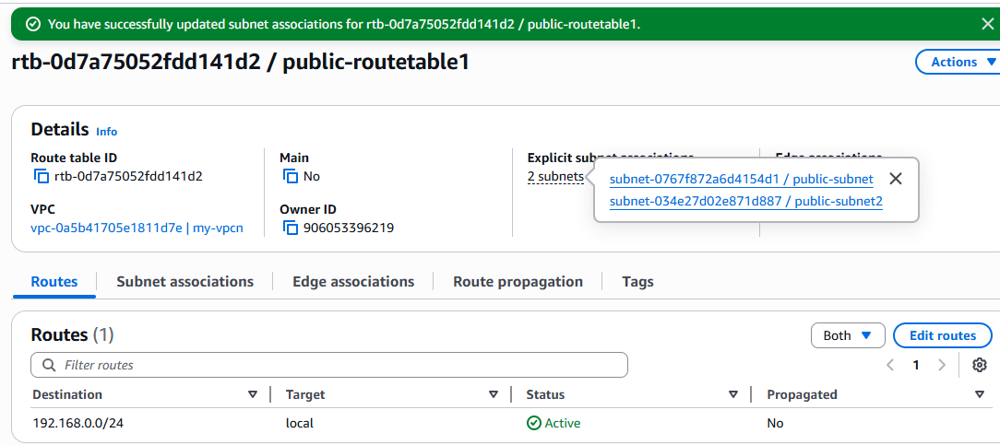 You have successfully updated subnet associations for rtb-0d7a75052fdd141d2 / public-routetable1.
rtb-0d7a75052fdd141d2 / public-routetable1
Actions
Details Info
Route table ID
rtb-0d7a75052fdd141d2
Main
No
Explicit subnet associations
2 subnets
Edge associations
subnet-0767f872a6d4154d1 / public-subnet
subnet-034e27d02e871d887 / public-subnet2
VPC
vpc-0a5b41705e1811d7e | my-vpcn
Owner ID
906053396219
Routes Subnet associations Edge associations Route propagation Tags
Routes (1)
Both Edit routes
Filter routes
1
Destination Target Status Propagated
192.168.0.0/24 local Active No